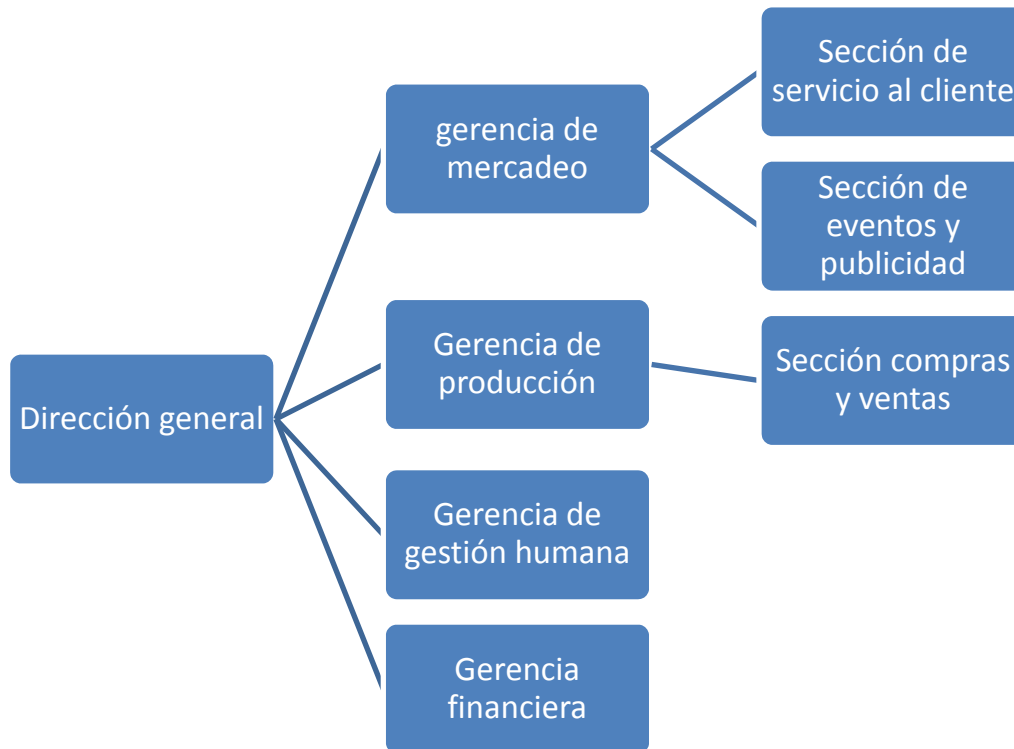 Dirección general
gerencia de
mercadeo
Sección de
servicio al cliente
Sección de
eventos y
publicidad
Gerencia de
producción
Sección compras
y ventas
Gerencia de
gestión humana
Gerencia
financiera